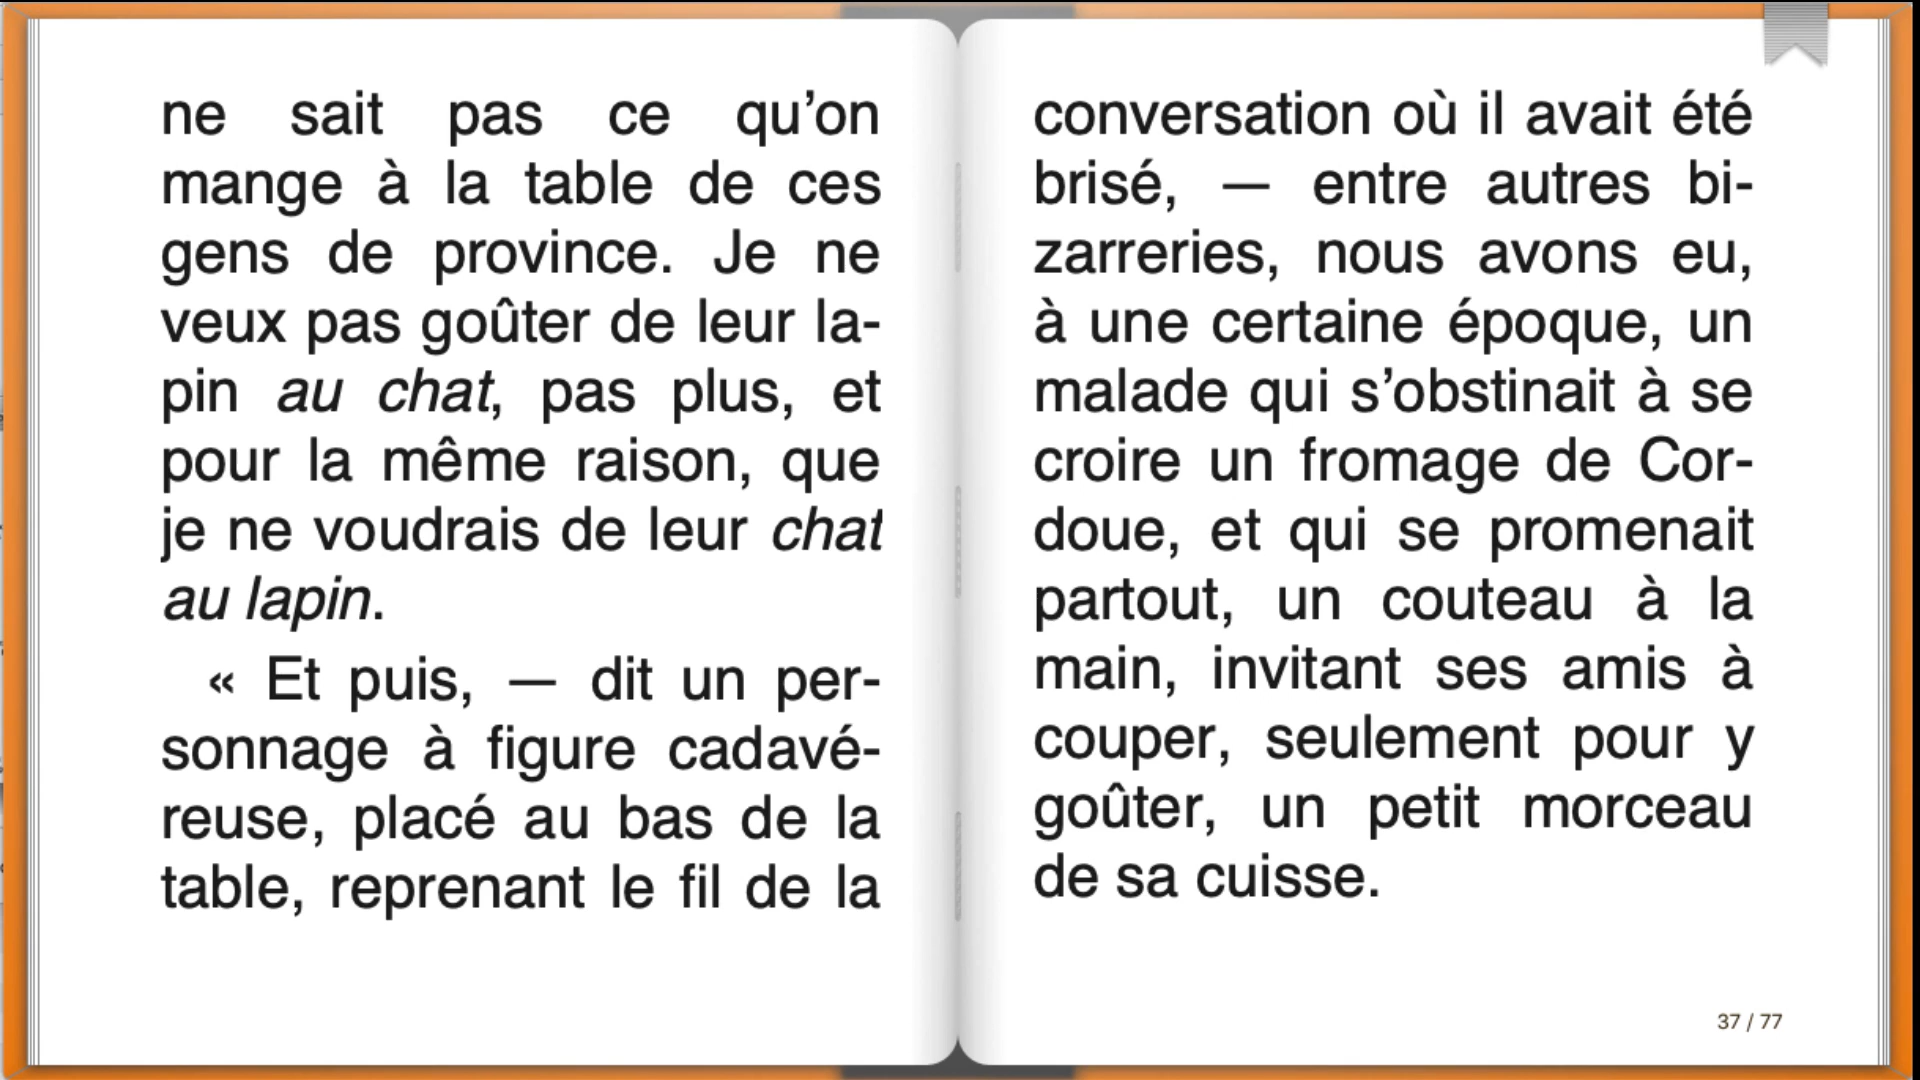 ne sait pas ce qu’on
mange à la table de ces
gens de province. Je ne
veux pas goûter de leur la-
pin au chat, pas plus, et
pour la même raison, que
je ne voudrais de leur chat
au lapin.
« Et puis, — dit un per-
sonnage à figure cadavé-
reuse, placé au bas de la
table, reprenant le fil de la
conversation où il avait été
brisé, — entre autres bi-
zarreries, nous avons eu,
à une certaine époque, un
malade qui s’obstinait à se
croire un fromage de Cor-
doue, et qui se promenait
partout, un couteau à la
main, invitant ses amis à
couper, seulement pour y
goûter, un petit morceau
de sa cuisse.
37 / 77